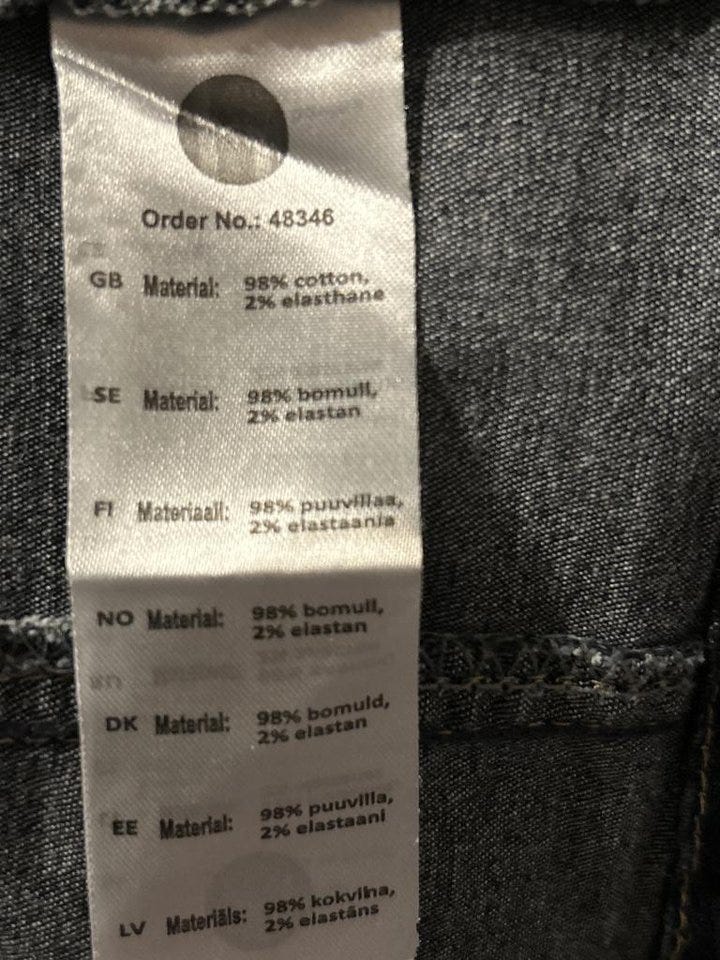 Order No.: 48346
GB Material: 98% cotton,
2% elasthane
SE Material: 98% bomull,
2% elastan
FI Materiaali: 98% puuvillaa,
2% elastaania
NO Material: 98% bomull,
2% elastan
DK Material: 98% bomuld,
2% elastan
EE Material: 98% puuvilla,
2% elastaani
LV Materiāls: 98% kokvilna,
2% elastāns